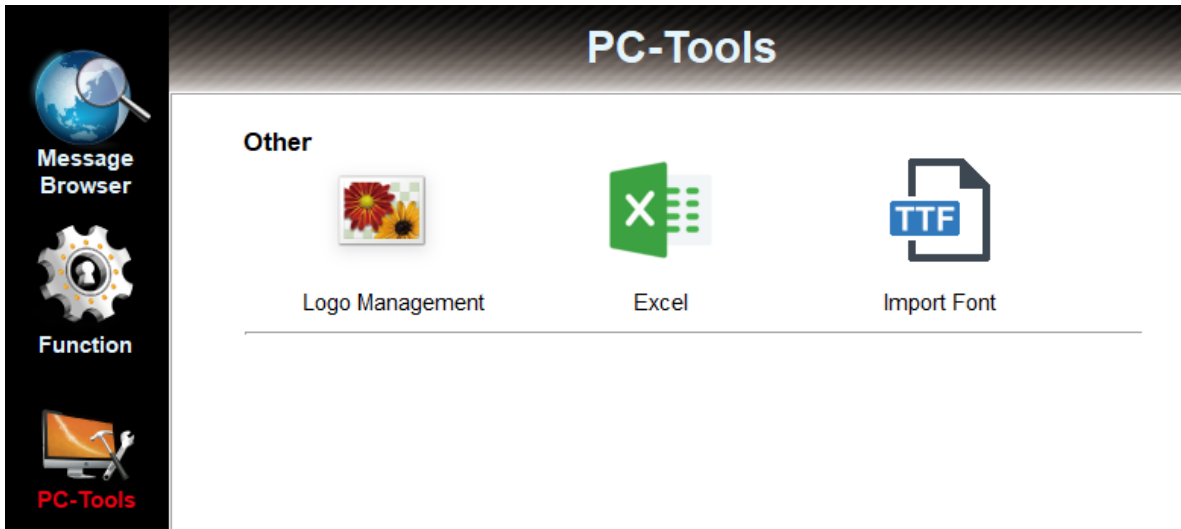 PC-Tools
Message
Browser
Function
PC-Tools
Other
X
TTF
Logo Management
Excel
Import Font